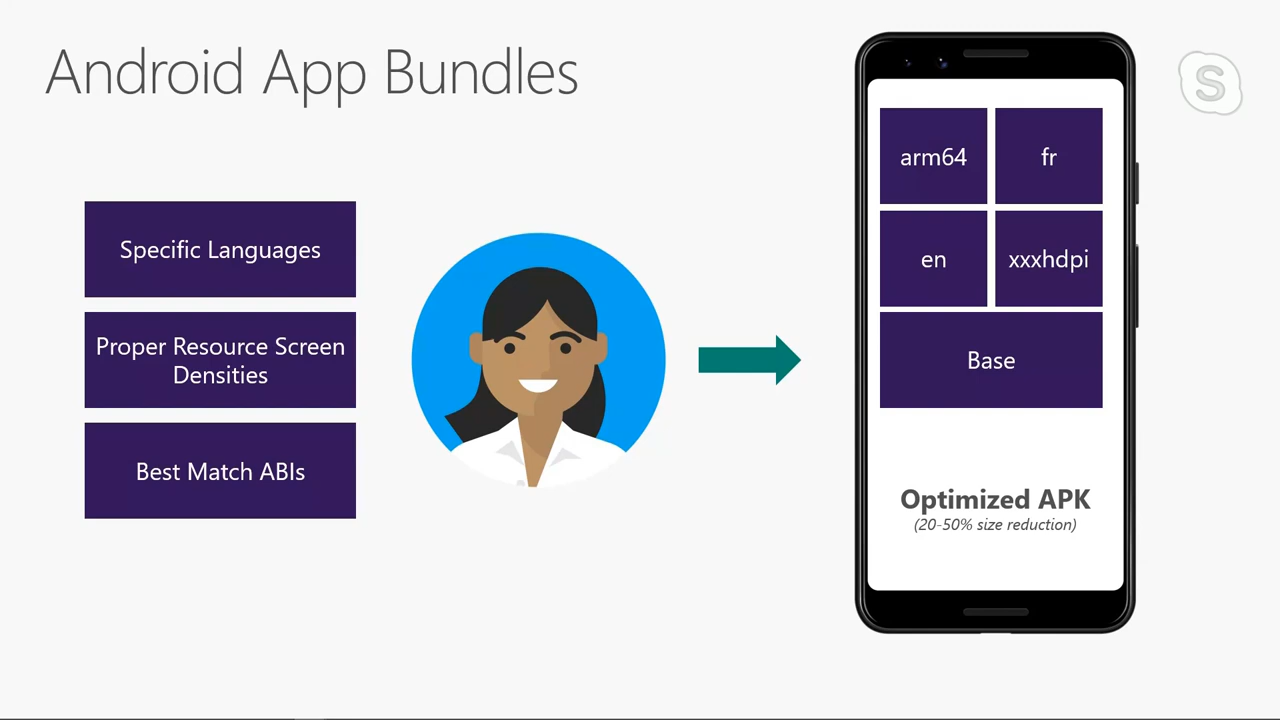 Android App Bundles
Specific Languages
Proper Resource Screen
Densities
Best Match ABIs
S
arm64
fr
en
xxxhdpi
Base
Optimized APK
(20-50% size reduction)